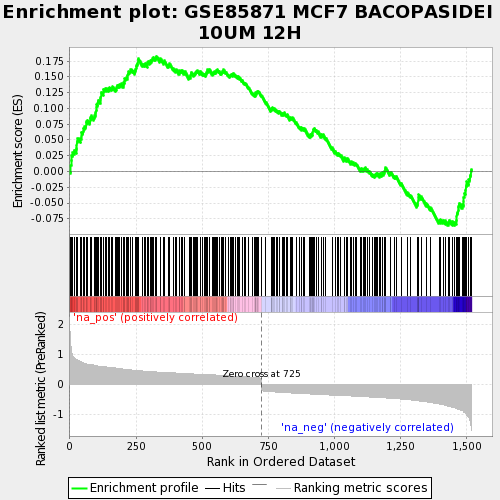 Enrichment plot: GSE85871 MCF7 BACOPASIDEI
10UM 12H
Enrichment score (ES)
0.175
0.150
0.125
0.100
0.075
0.050
0.025
0.000
-0.025
-0.050
-0.075
'na_pos' (positively correlated)
Ranked list metric (PreRanked)
2
1
0
-1
Zero cross at 725
'na_neg' (negatively correlated)
0
250
500
750
1,000
1,250
1,500
Rank in Ordered Dataset
Enrichment profile
Hits
Ranking metric scores